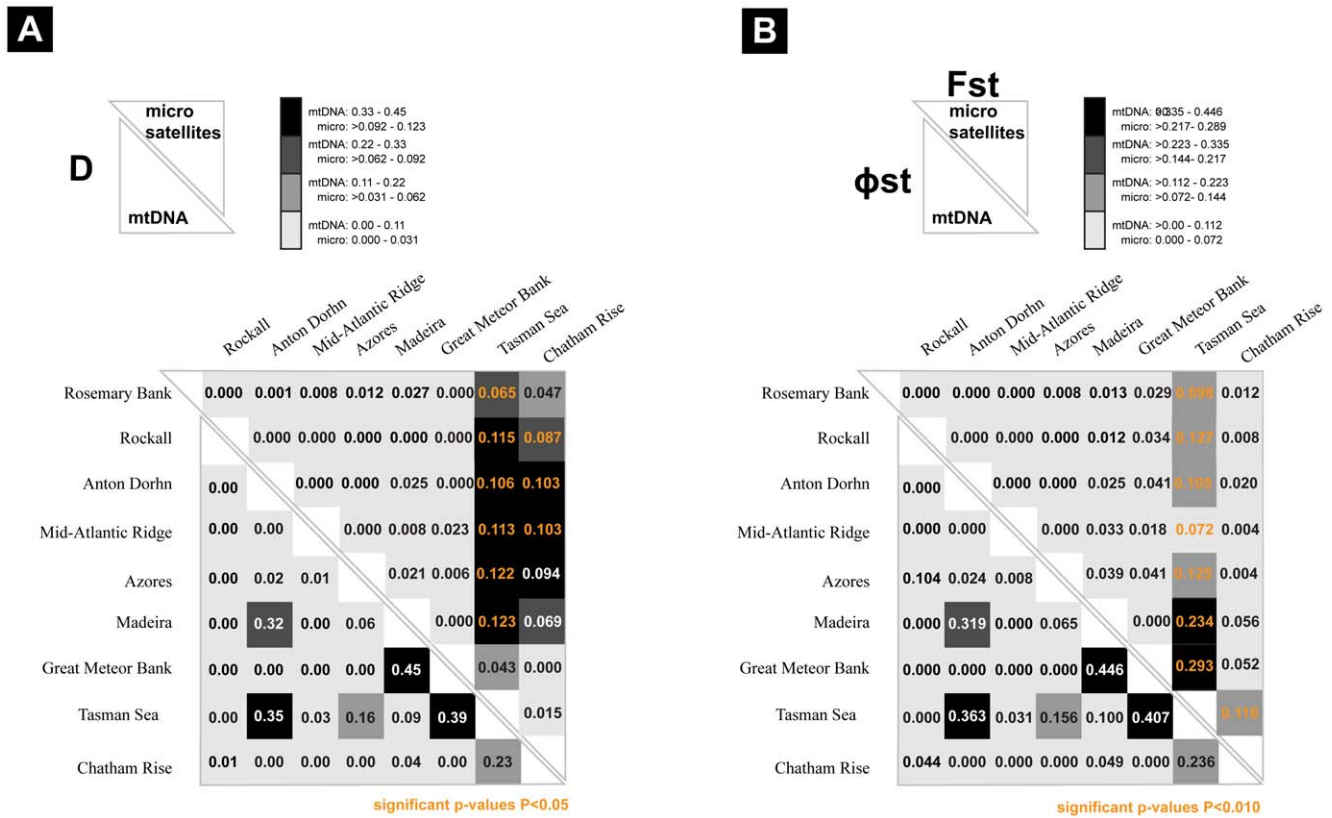 A
micro
satellites
D
mtDNA
mtDNA: 0.33 - 0.45
micro: >0.092 - 0.123
mtDNA: 0.22 - 0.33
micro: >0.062 - 0.092
mtDNA: 0.11 - 0.22
micro: >0.031 - 0.062
mtDNA: 0.00 - 0.11
micro: 0.000 - 0.031
Rockall
Anton Dorhn
Mid-Atlantic Ridge
Azores
Madeira
Great Meteor Bank
Tasman Sea
Chatham Rise
Rosemary Bank 0.000 0.001 0.008 0.012 0.027 0.000 0.065 0.047
Rockall 0.000 0.000 0.000 0.000 0.000 0.115 0.087
Anton Dorhn 0.00 0.000 0.000 0.025 0.000 0.106 0.103
Mid-Atlantic Ridge 0.00 0.00 0.000 0.008 0.023 0.113 0.103
Azores 0.00 0.02 0.01 0.021 0.006 0.122 0.094
Madeira 0.00 0.32 0.00 0.06 0.000 0.123 0.069
Great Meteor Bank 0.00 0.00 0.00 0.00 0.45 0.043 0.000
Tasman Sea 0.00 0.35 0.03 0.16 0.09 0.39 0.015
Chatham Rise 0.01 0.00 0.00 0.00 0.04 0.00 0.23
significant p-values P<0.05
B
Fst
micro
satellites
ϕst
mtDNA
mtDNA: 0.335 - 0.446
micro: >0.217- 0.289
mtDNA: >0.223 - 0.335
micro: >0.144- 0.217
mtDNA: >0.112 - 0.223
micro: >0.072- 0.144
mtDNA: >0.00 - 0.112
micro: 0.000 - 0.072
Rockall
Anton Dorhn
Mid-Atlantic Ridge
Azores
Madeira
Great Meteor Bank
Tasman Sea
Chatham Rise
Rosemary Bank 0.000 0.000 0.000 0.008 0.013 0.029 0.098 0.012
Rockall 0.000 0.000 0.000 0.012 0.034 0.127 0.008
Anton Dorhn 0.000 0.000 0.000 0.025 0.041 0.105 0.020
Mid-Atlantic Ridge 0.000 0.000 0.000 0.033 0.018 0.072 0.004
Azores 0.104 0.024 0.008 0.039 0.041 0.125 0.004
Madeira 0.000 0.319 0.000 0.065 0.000 0.234 0.056
Great Meteor Bank 0.000 0.000 0.000 0.000 0.446 0.293 0.052
Tasman Sea 0.000 0.363 0.031 0.156 0.100 0.407 0.110
Chatham Rise 0.044 0.000 0.000 0.000 0.049 0.000 0.236
significant p-values P<0.010